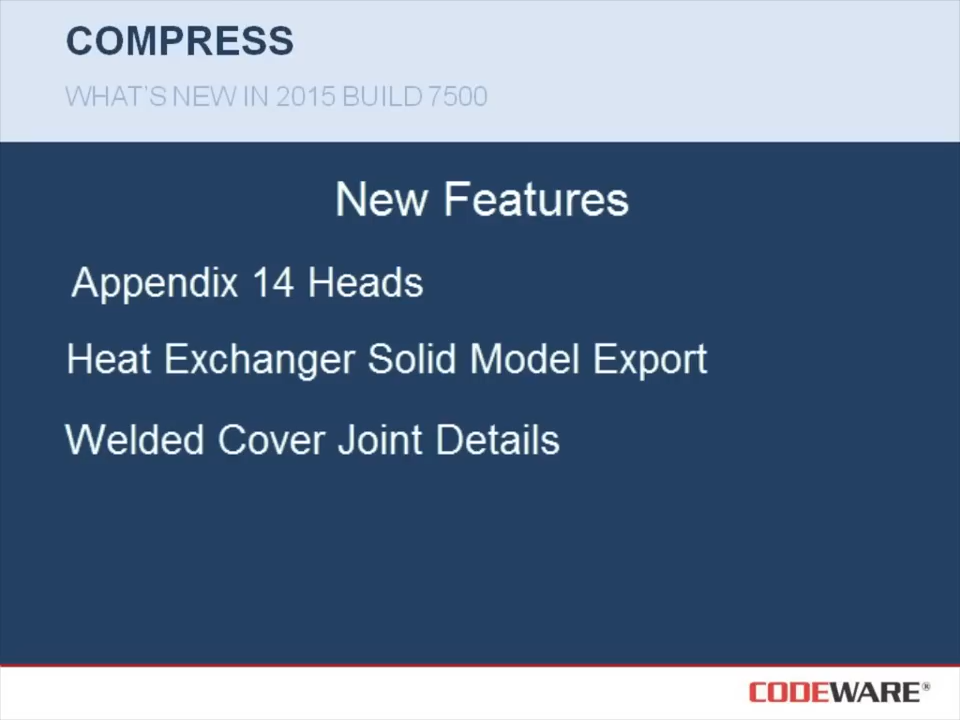 COMPRESS
WHAT'S NEW IN 2015 BUILD 7500
New Features
Appendix 14 Heads
Heat Exchanger Solid Model Export
Welded Cover Joint Details
CODEWARE®